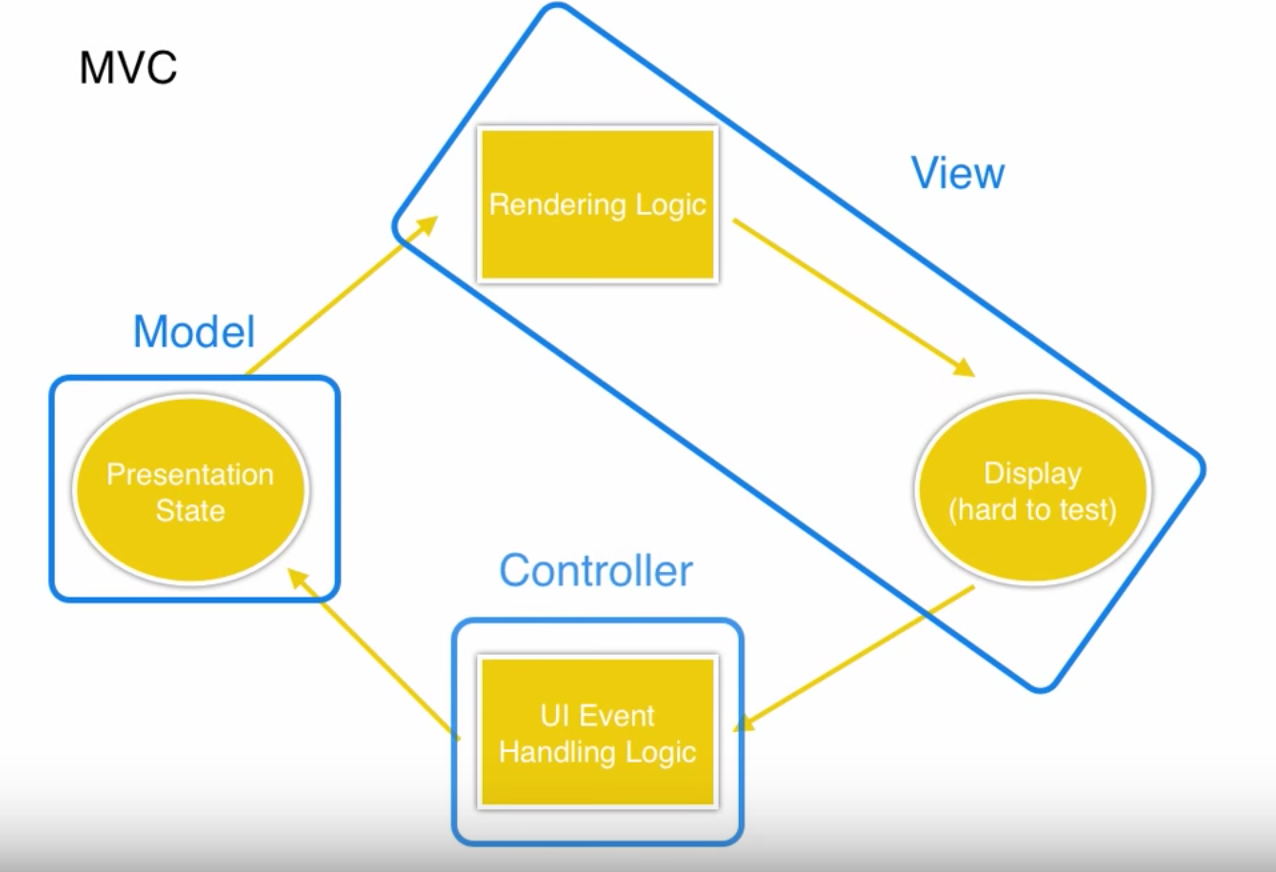 MVC
Rendering Logic
View
Model
Presentation
State
Display
(hard to test)
Controller
UI Event
Handling Logic